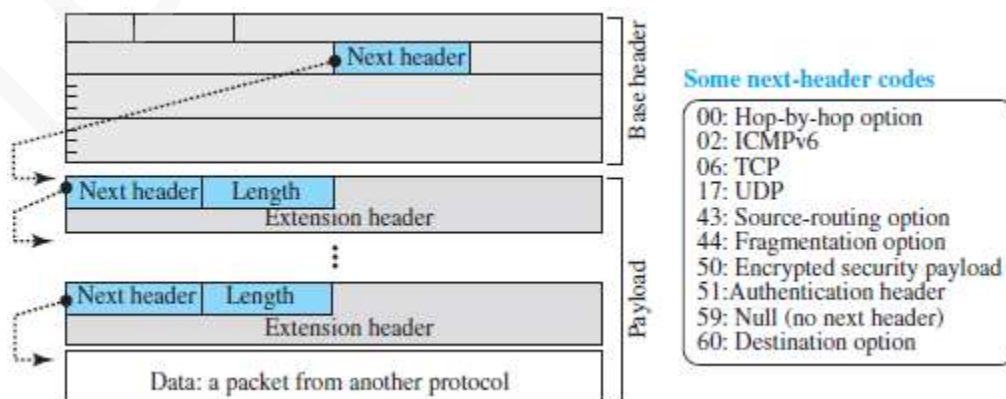 Next header
Base header
Next header
Length
Extension header
Next header
Length
Extension header
Data: a packet from another protocol
Payload
Some next-header codes
00: Hop-by-hop option
02: ICMPv6
06: TCP
17: UDP
43: Source-routing option
44: Fragmentation option
50: Encrypted security payload
51:Authentication header
59: Null (no next header)
60: Destination option